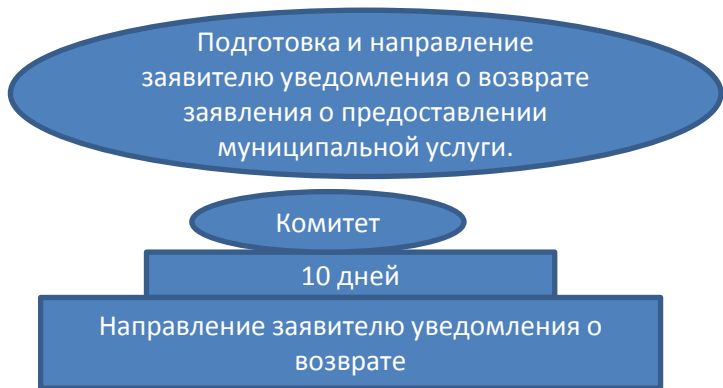 Подготовка и направление
заявителю уведомления о возврате
заявления о предоставлении
муниципальной услуги.
Комитет
10 дней
Направление заявителю уведомления о
возврате